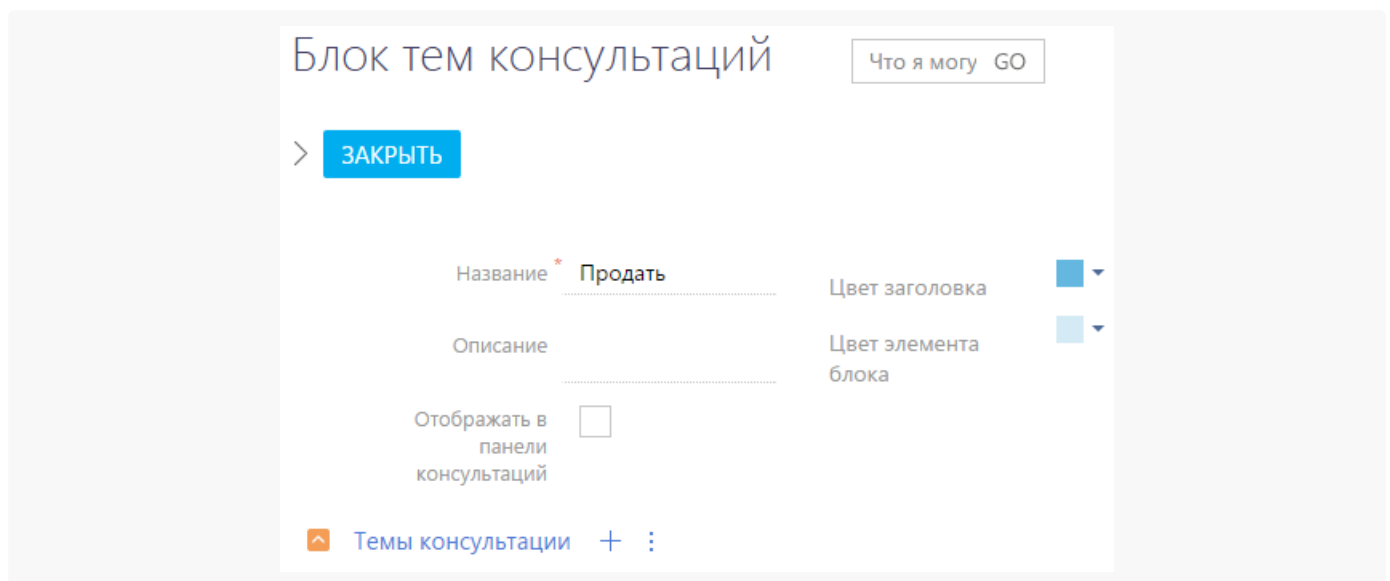 Блок тем консультаций
Что я могу GO
ЗАКРЫТЬ
Название * Продать
Цвет заголовка
Описание
Цвет элемента
блока
Отображать в
панели
консультаций
Темы консультации